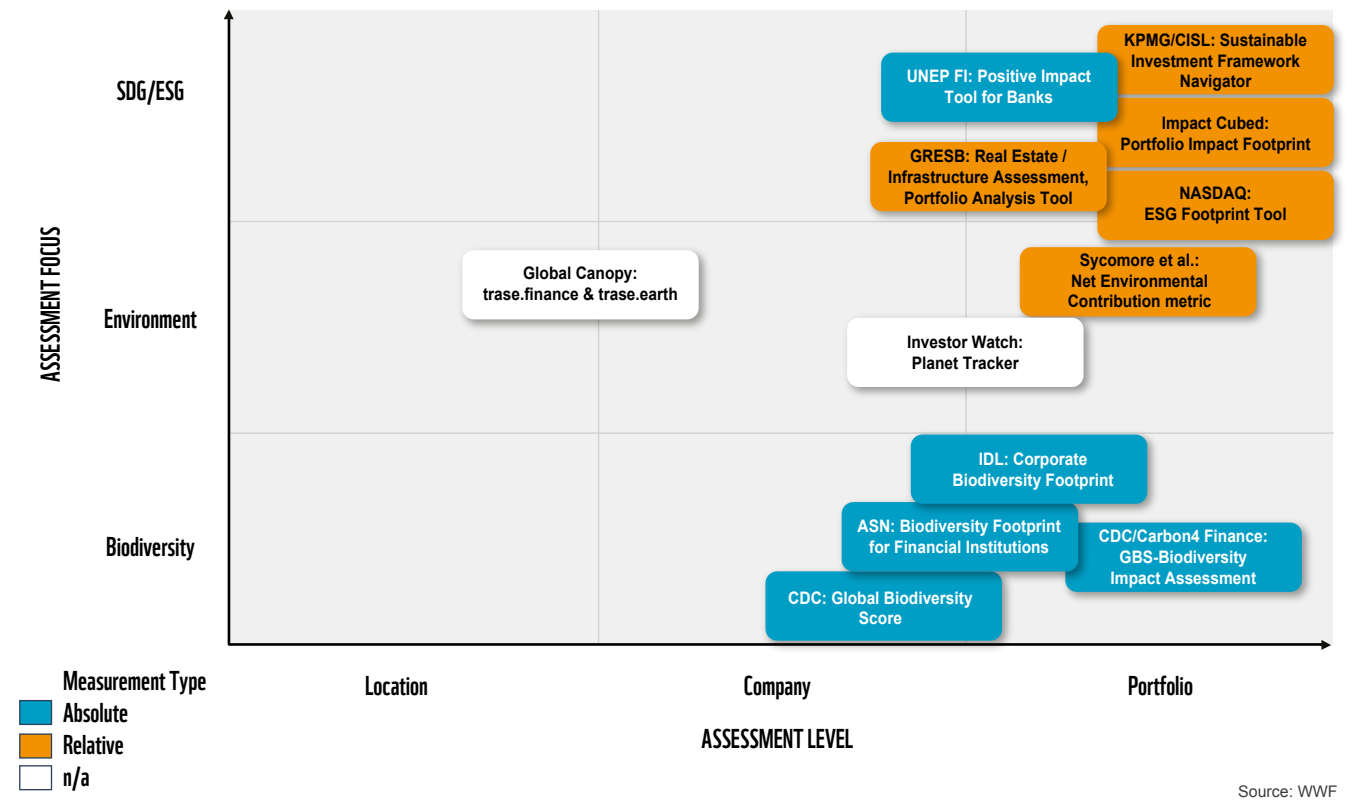 SDG/ESG
Environment
Biodiversity
ASSESSMENT FOCUS
KPMG/CISL: Sustainable
Investment Framework
Navigator
UNEP FI: Positive Impact
Tool for Banks
Impact Cubed:
Portfolio Impact Footprint
GRESB: Real Estate /
Infrastructure Assessment,
Portfolio Analysis Tool
NASDAQ:
ESG Footprint Tool
Global Canopy:
trase.finance & trase.earth
Sycomore et al.:
Net Environmental
Contribution metric
Investor Watch:
Planet Tracker
IDL: Corporate
Biodiversity Footprint
ASN: Biodiversity Footprint
for Financial Institutions
CDC/Carbon4 Finance:
GBS-Biodiversity
Impact Assessment
CDC: Global Biodiversity
Score
Location
Company
Portfolio
ASSESSMENT LEVEL
Measurement Type
Absolute
Relative
n/a
Source: WWF